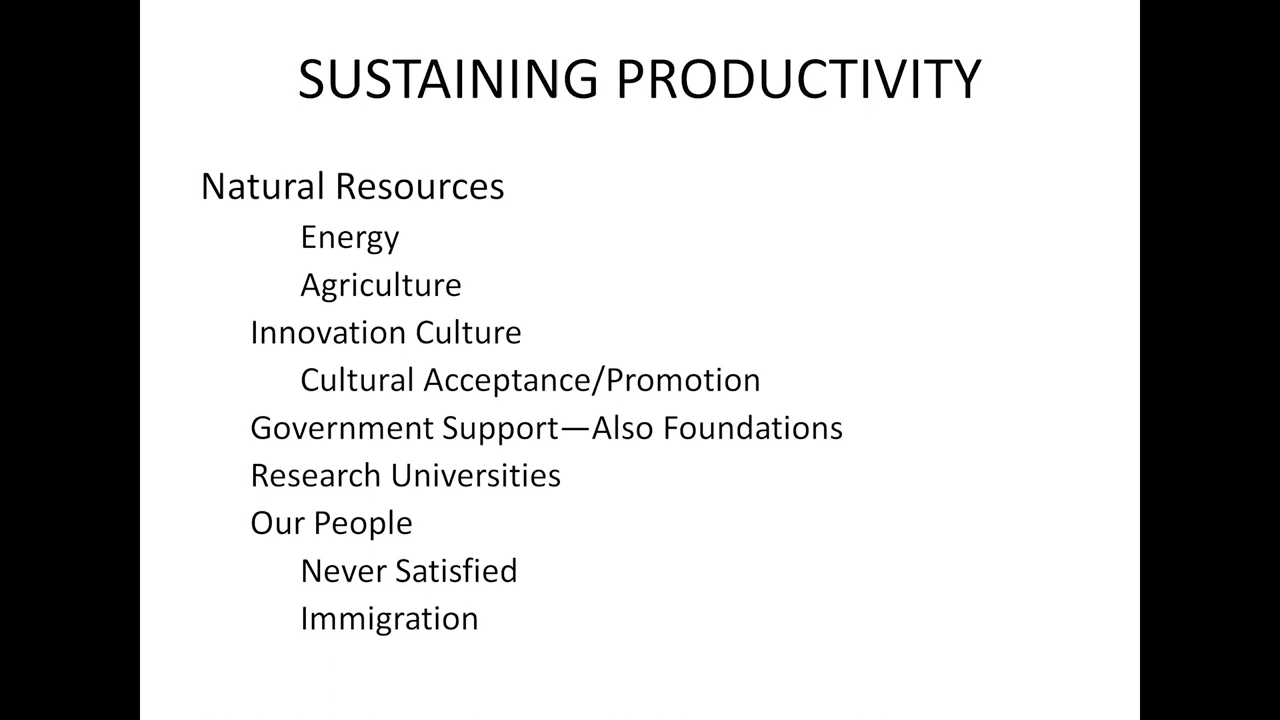 SUSTAINING PRODUCTIVITY
Natural Resources
Energy
Agriculture
Innovation Culture
Cultural Acceptance/Promotion
Government Support—Also Foundations
Research Universities
Our People
Never Satisfied
Immigration